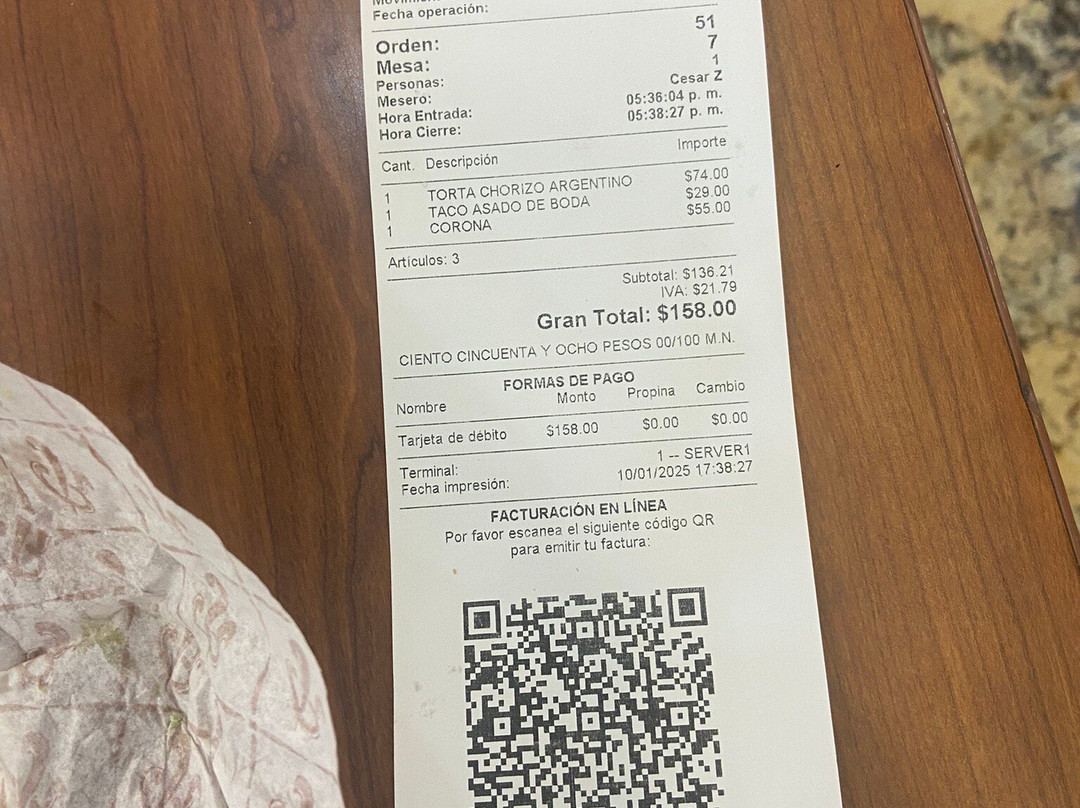 Fecha operación:
Orden: 51
Mesa: 7
Personas: 1
Mesero: Cesar Z
Hora Entrada: 05:36:04 p. m.
Hora Cierre: 05:38:27 p. m.
Cant. Descripción Importe
1 TORTA CHORIZO ARGENTINO $74.00
1 TACO ASADO DE BODA $29.00
1 CORONA $55.00
Articulos: 3
Subtotal: $136.21
IVA: $21.79
Gran Total: $158.00
CIENTO CINCUENTA Y OCHO PESOS 00/100 M.N.
FORMAS DE PAGO
Nombre Monto Propina Cambio
Tarjeta de débito $158.00 $0.00 $0.00
Terminal: 1 -- SERVER1
Fecha impresión: 10/01/2025 17:38:27
FACTURACIÓN EN LÍNEA
Por favor escanea el siguiente código QR
para emitir tu factura: